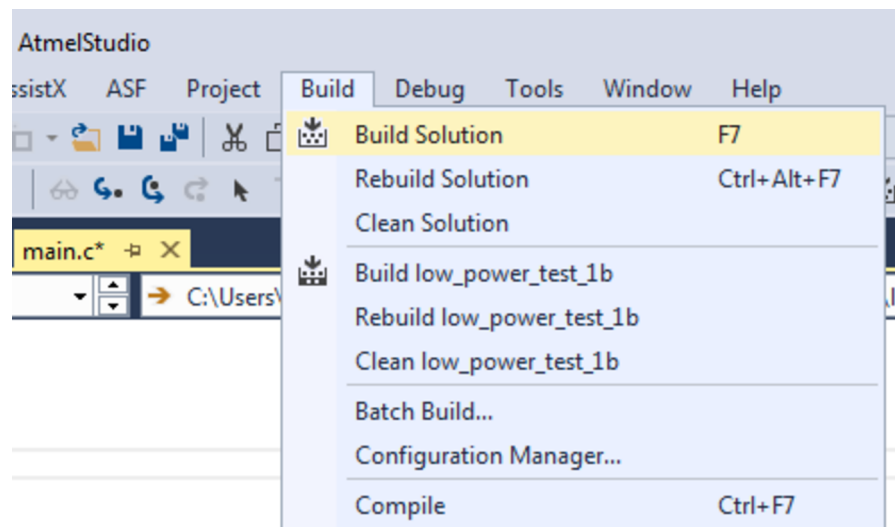 AtmelStudio
ssistX ASF Project Build Debug Tools Window Help
Build Solution F7
Rebuild Solution Ctrl+Alt+F7
Clean Solution
main.c*
Build low_power_test_1b
C:\Users\
Rebuild low_power_test_1b
Clean low_power_test_1b
Batch Build...
Configuration Manager...
Compile Ctrl+F7